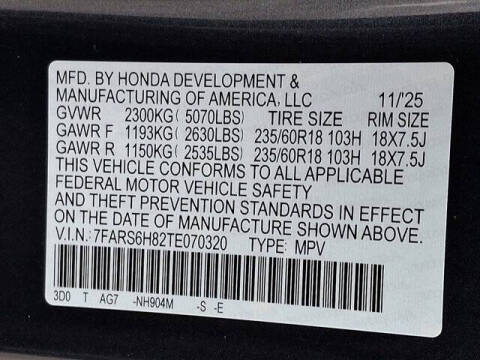 MFD. BY HONDA DEVELOPMENT &
MANUFACTURING OF AMERICA, LLC 11/'25
GVWR 2300KG ( 5070LBS) TIRE SIZE RIM SIZE
GAWR F 1193KG ( 2630LBS) 235/60R18 103H 18X7.5J
GAWR R 1150KG ( 2535LBS) 235/60R18 103H 18X7.5J
THIS VEHICLE CONFORMS TO ALL APPLICABLE
FEDERAL MOTOR VEHICLE SAFETY
AND THEFT PREVENTION STANDARDS IN EFFECT
ON THE DATE OF MANUFACTURE SHOWN ABOVE.
V.I.N.: 7FARS6H82TE070320 TYPE: MPV
3D0 T AG7 -NH904M -S -E